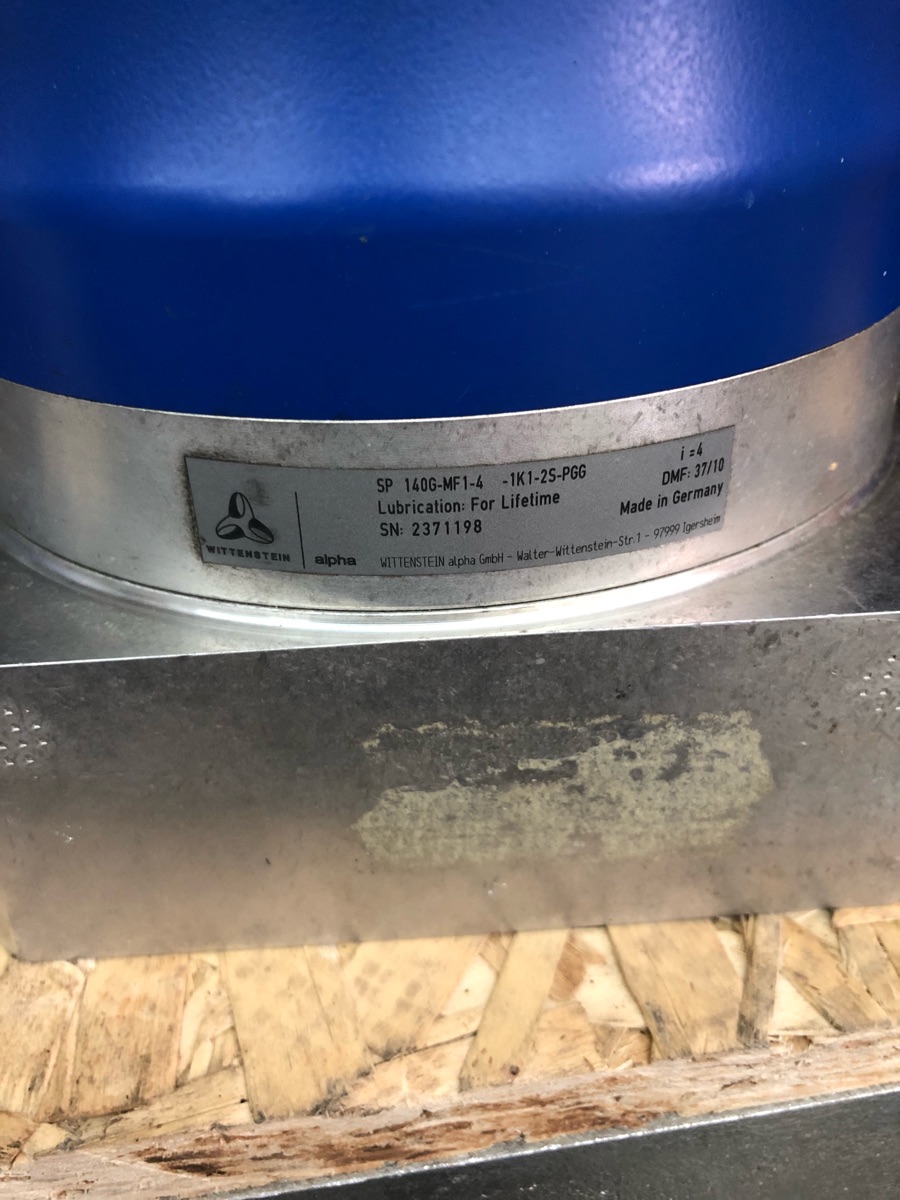 SP 140G-MF1-4 -1K1-2S-PGG i =4
Lubrication: For Lifetime DMF: 37/10
SN: 2371198 Made in Germany
WITTENSTEIN alpha WITTENSTEIN alpha GmbH - Walter-Wittenstein-Str.1 - 97999 Igersheim